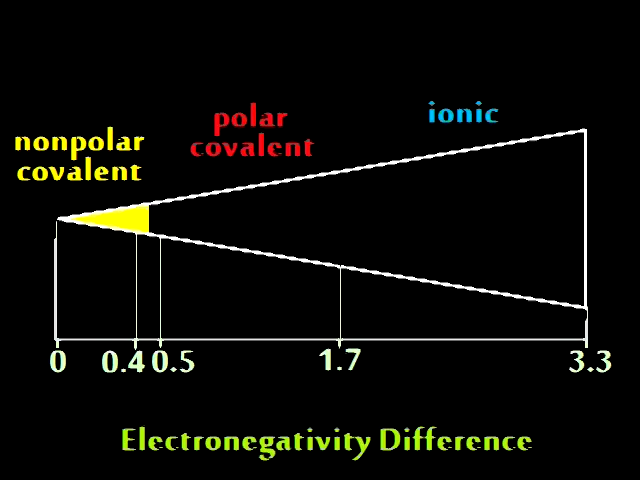 nonpolar
covalent
polar
covalent
ionic
0
0.4
0.5
1.7
3.3
Electronegativity Difference